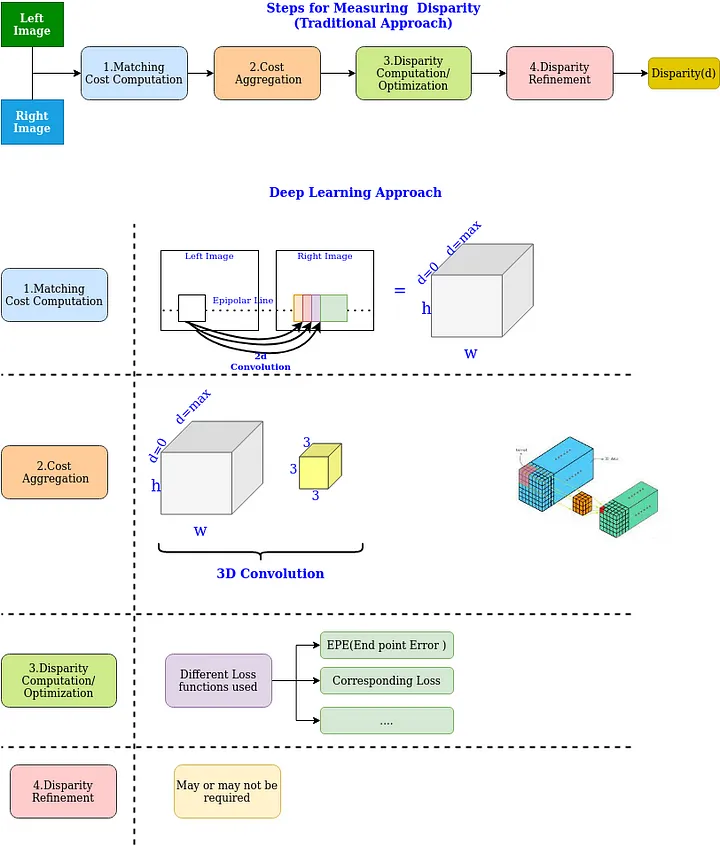 Steps for Measuring Disparity
(Traditional Approach)
Left
Image
Right
Image
1.Matching
Cost Computation
2.Cost
Aggregation
3.Disparity
Computation/
Optimization
4.Disparity
Refinement
Disparity(d)
Deep Learning Approach
1.Matching
Cost Computation
Left Image
Right Image
Epipolar Line
2d
Convolution
=
d=0
d=max
h
w
2.Cost
Aggregation
d=0
d=max
h
w
3
3
3
3D Convolution
3.Disparity
Computation/
Optimization
Different Loss
functions used
EPE(End point Error )
Corresponding Loss
....
4.Disparity
Refinement
May or may not be
required